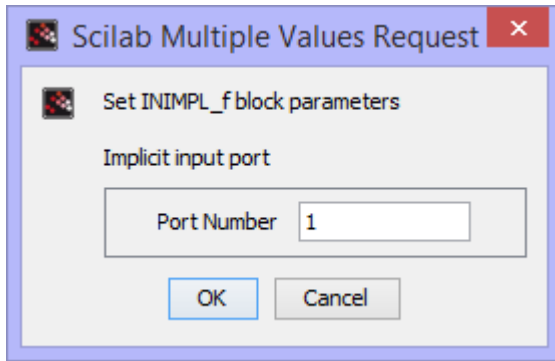 Scilab Multiple Values Request
Set INIMPL_f block parameters
Implicit input port
Port Number 1
OK Cancel